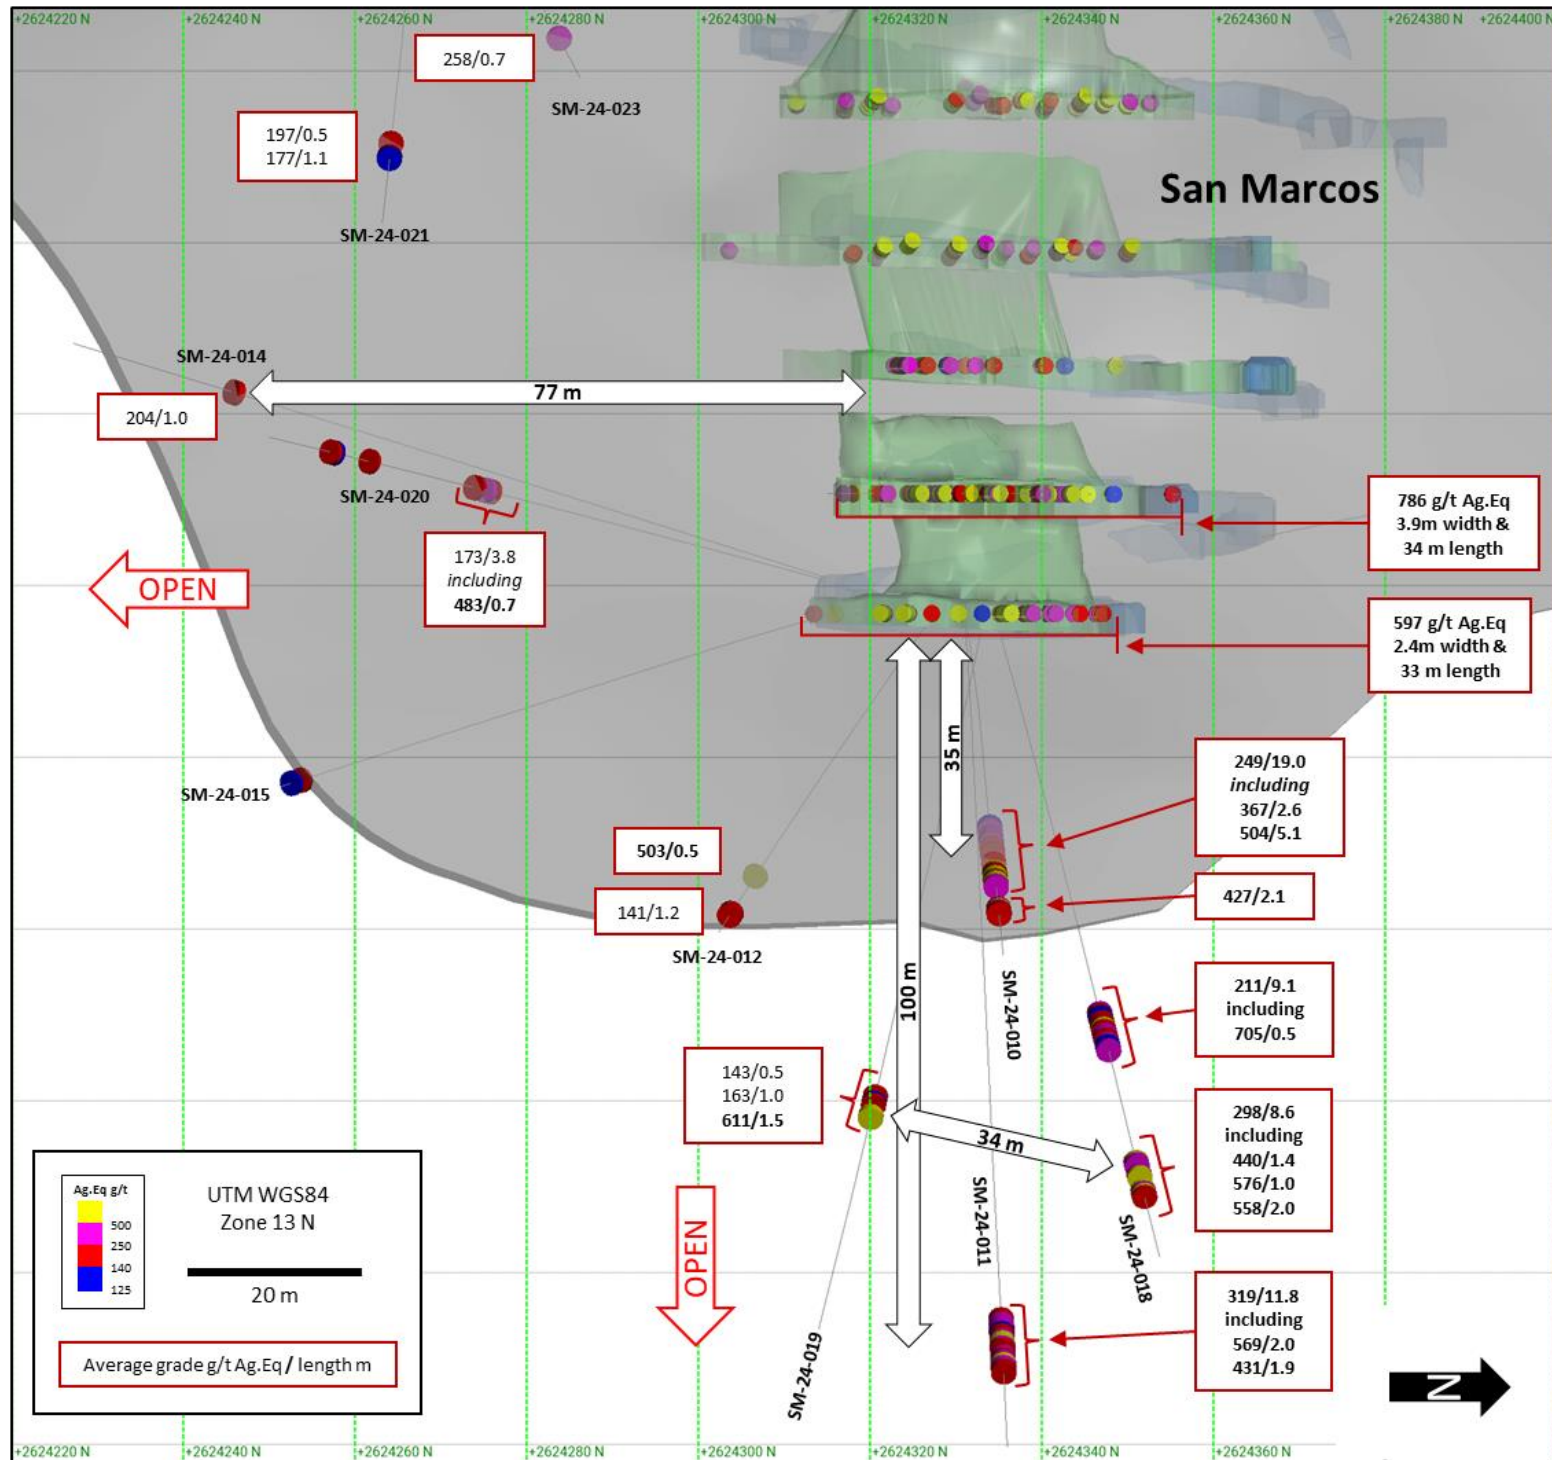 +2624220 N
+2624240 N
+2624260 N
+2624280 N
+2624300 N
+2624320 N
+2624340 N
+2624360 N
+2624380 N
+2624400 N
258/0.7
SM-24-023
197/0.5
177/1.1
SM-24-021
San Marcos
SM-24-014
77 m
204/1.0
SM-24-020
173/3.8
including
483/0.7
OPEN
786 g/t Ag.Eq
3.9m width &
34 m length
597 g/t Ag.Eq
2.4m width &
33 m length
35 m
SM-24-015
249/19.0
including
367/2.6
504/5.1
503/0.5
141/1.2
SM-24-012
427/2.1
100 m
SM-24-010
211/9.1
including
705/0.5
143/0.5
163/1.0
611/1.5
34 m
298/8.6
including
440/1.4
576/1.0
558/2.0
SM-24-011
SM-24-018
OPEN
SM-24-019
319/11.8
including
569/2.0
431/1.9
Ag.Eq g/t
500
250
140
125
UTM WGS84
Zone 13 N
20 m
Average grade g/t Ag.Eq / length m
N
+2624220 N
+2624240 N
+2624260 N
+2624280 N
+2624300 N
+2624320 N
+2624340 N
+2624360 N